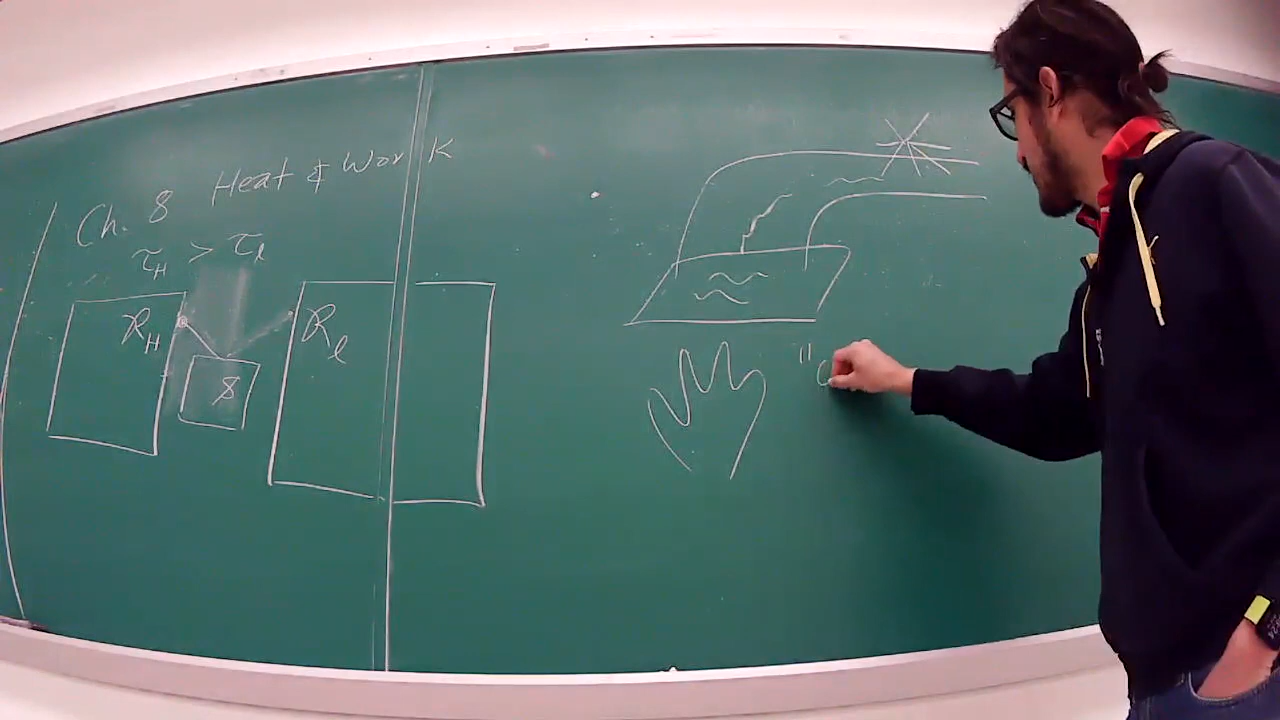 Ch. 8 Heat & Work
τ_H > τ_l
R_H
R_l
S
"c